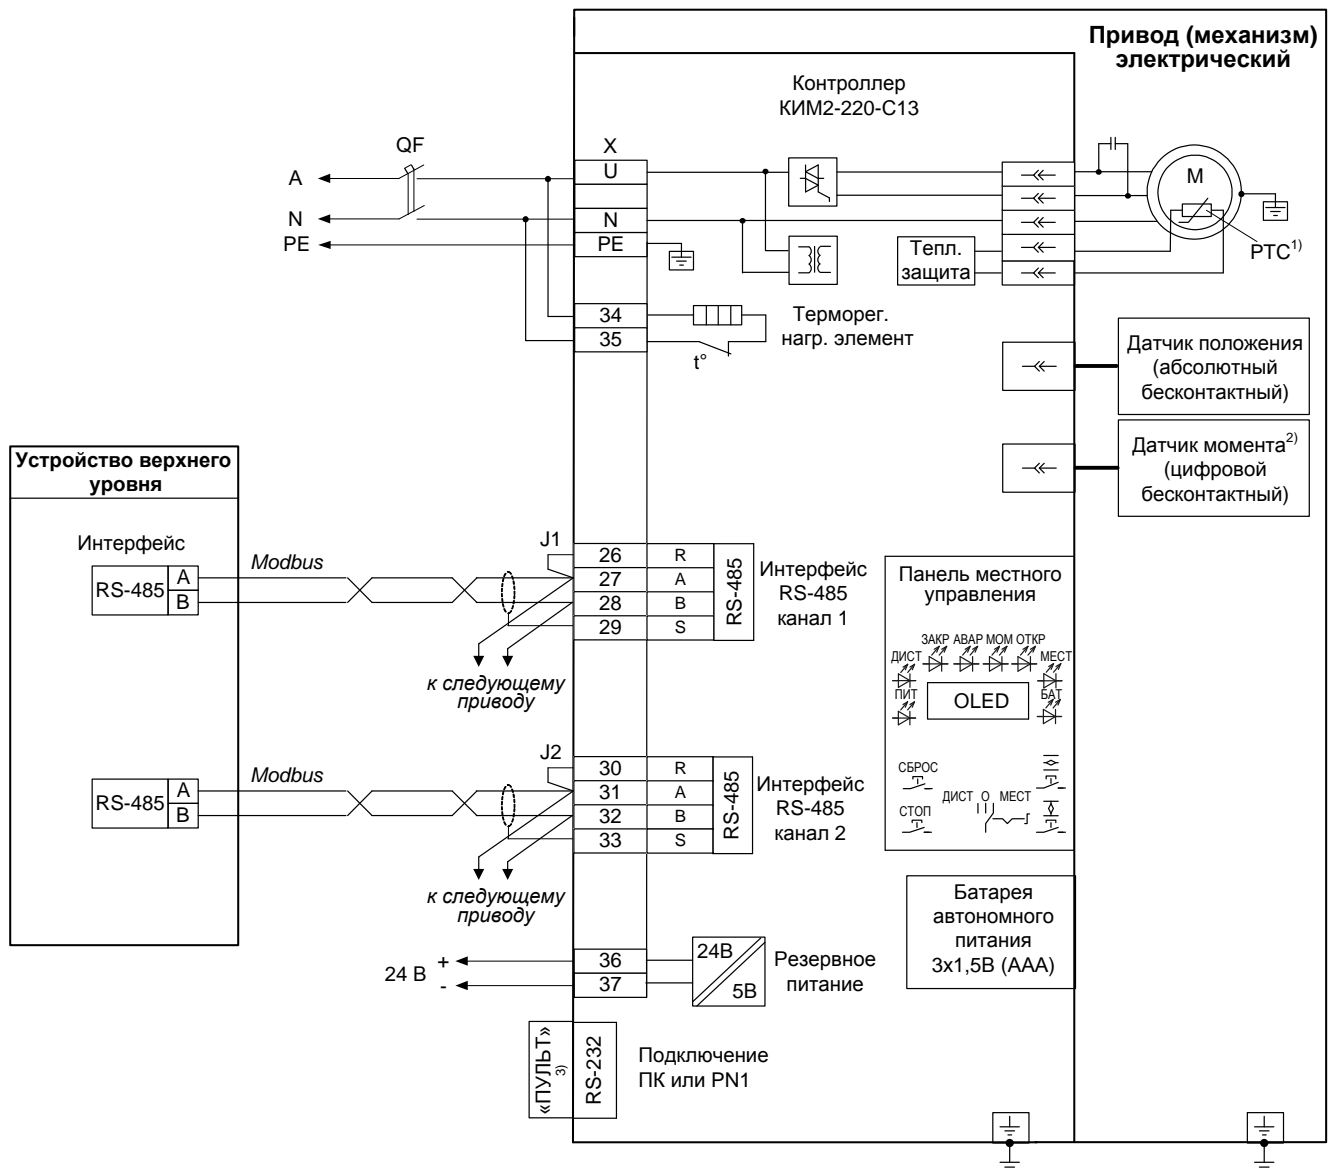 Привод (механизм)
электрический
Контроллер
КИМ2-220-С13
QF
X
A
U
N
N
PE
PE
M
PTC1)
Тепл.
защита
34
35
t°
Терморег.
нагр. элемент
Датчик положения
(абсолютный
бесконтактный)
Датчик момента2)
(цифровой
бесконтактный)
Устройство верхнего
уровня
Интерфейс
RS-485
A
B
Modbus
J1
26 R
27 A
28 B
29 S
RS-485
Интерфейс
RS-485
канал 1
к следующему
приводу
Панель местного
управления
ЗАКР АВАР МОМ ОТКР
ДИСТ
МЕСТ
ПИТ
БАТ
OLED
СБРОС
СТОП
ДИСТ О МЕСТ
RS-485
A
B
Modbus
J2
30 R
31 A
32 B
33 S
RS-485
Интерфейс
RS-485
канал 2
к следующему
приводу
Батарея
автономного
питания
3х1,5В (ААА)
24 В
+
-
36
37
24В
5В
Резервное
питание
«ПУЛЬТ»
3)
RS-232
Подключение
ПК или PN1